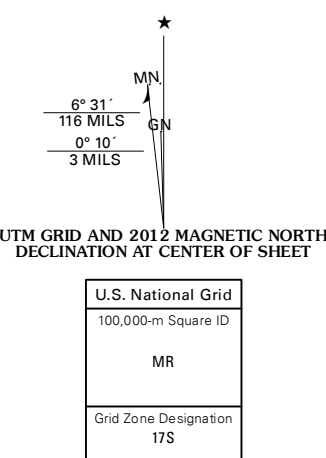 ★
MN.
6° 31´
116 MILS
GN
0° 10´
3 MILS
UTM GRID AND 2012 MAGNETIC NORTH
DECLINATION AT CENTER OF SHEET
U.S. National Grid
100,000-m Square ID
MR
Grid Zone Designation
17S